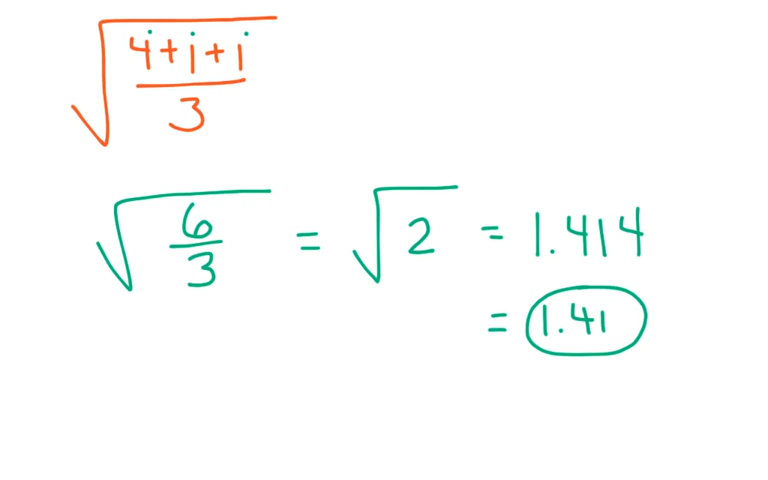 √(4+1+1/3)
√(6/3) = √2 = 1.414
= 1.41